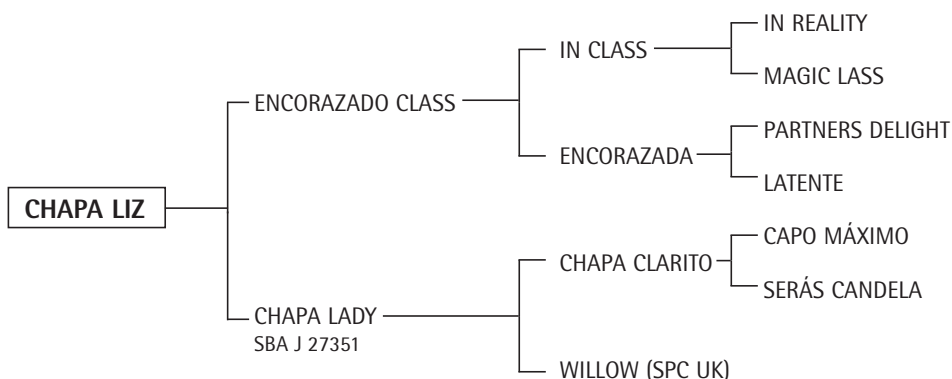 IN REALITY
IN CLASS
MAGIC LASS
ENCORAZADO CLASS
PARTNERS DELIGHT
ENCORAZADA
LATENTE
CHAPA LIZ
CAPO MÁXIMO
CHAPA CLARITO
SERÁS CANDELA
CHAPA LADY
SBA J 27351
WILLOW (SPC UK)